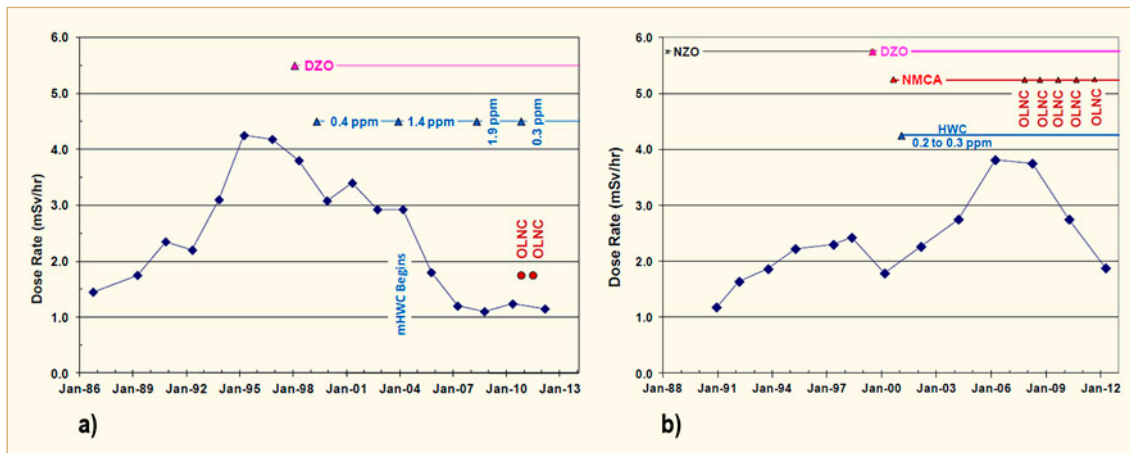 6.0
5.0
4.0
3.0
2.0
1.0
0.0
Dose Rate (mSv/hr)
DZO
0.4 ppm
1.4 ppm
1.9 ppm
0.3 ppm
OLNC
OLNC
mHWC Begins
Jan-86 Jan-89 Jan-92 Jan-95 Jan-98 Jan-01 Jan-04 Jan-07 Jan-10 Jan-13
a)
6.0
5.0
4.0
3.0
2.0
1.0
0.0
Dose Rate (mSv/hr)
NZO DZO
NMCA
OLNC
OLNC
OLNC
OLNC
OLNC
HWC
0.2 to 0.3 ppm
Jan-88 Jan-91 Jan-94 Jan-97 Jan-00 Jan-03 Jan-06 Jan-09 Jan-12
b)